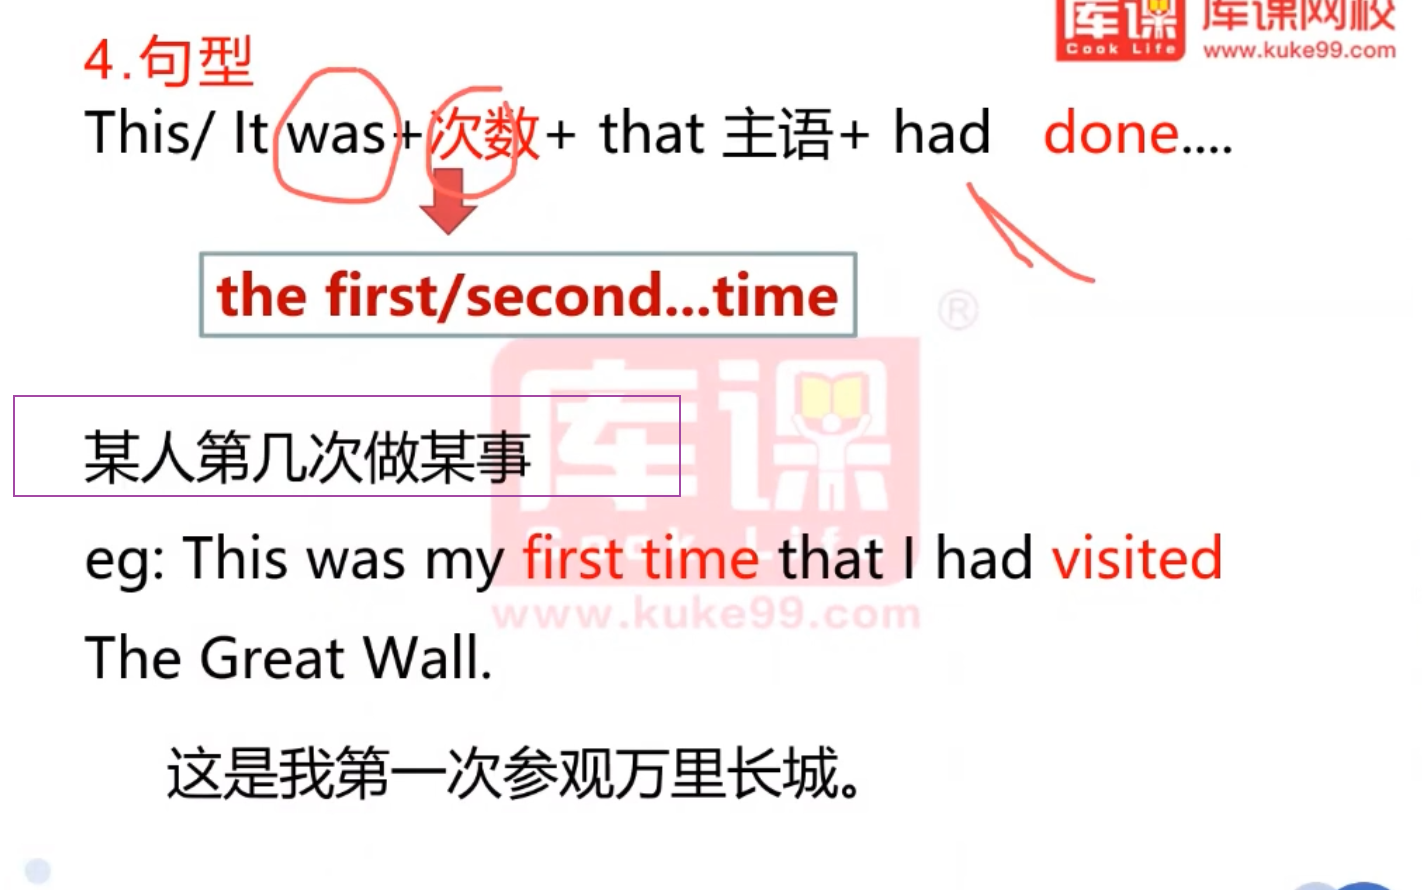 库课
Cook Life
库课网校
www.kuke99.com
4.句型
This/ It was+次数+ that 主语+ had done....
the first/second...time
®
库课
Cook Life
www.kuke99.com
某人第几次做某事
eg: This was my first time that I had visited
The Great Wall.
这是我第一次参观万里长城。